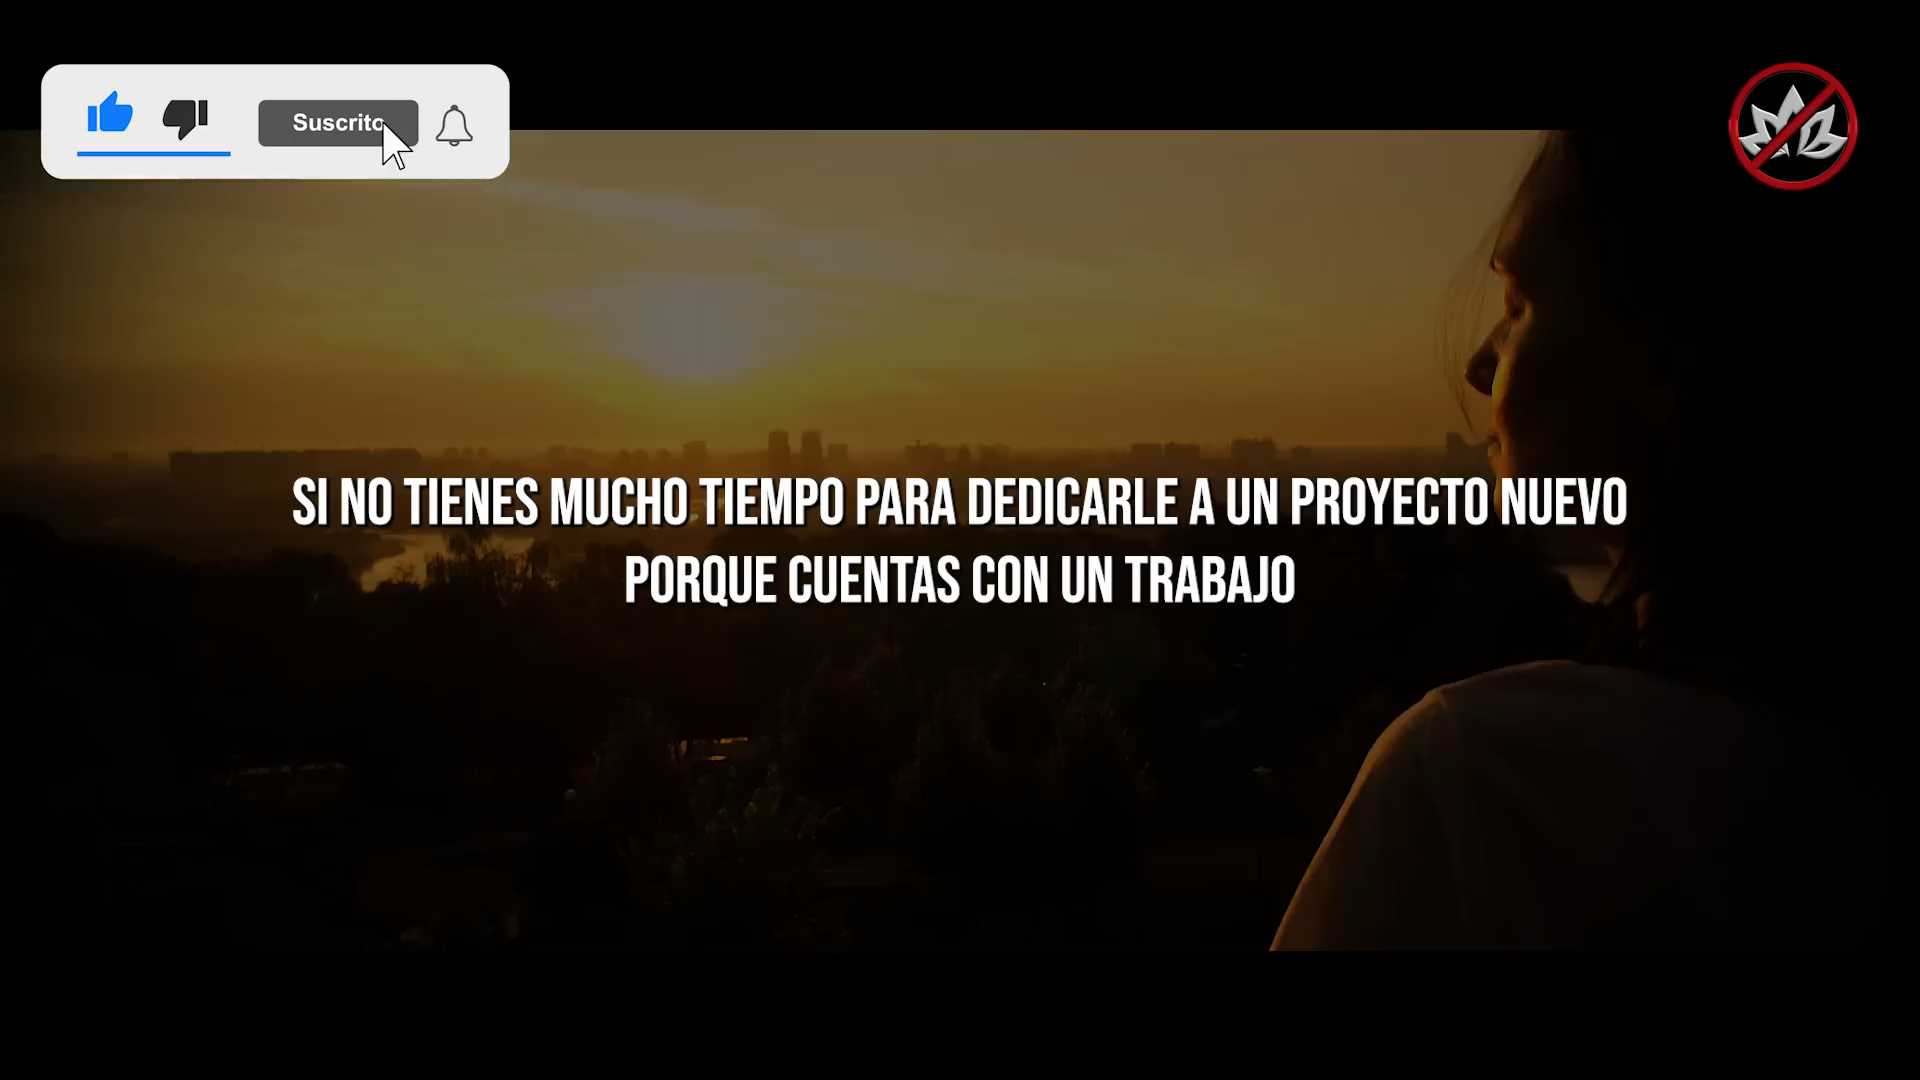 Suscrito
SI NO TIENES MUCHO TIEMPO PARA DEDICARLE A UN PROYECTO NUEVO
PORQUE CUENTAS CON UN TRABAJO